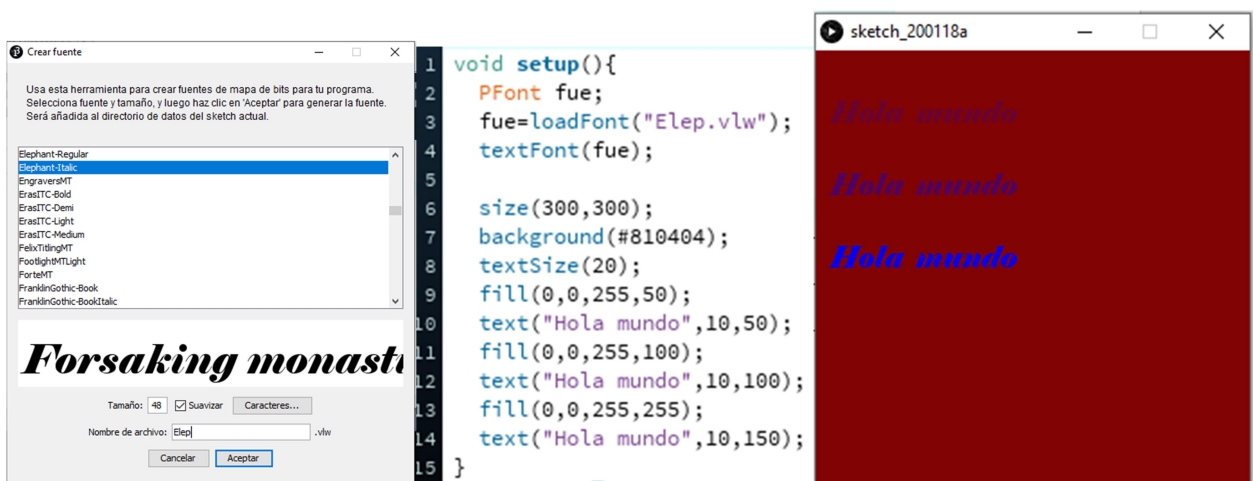 Crear fuente
Usa esta herramienta para crear fuentes de mapa de bits para tu programa.
Selecciona fuente y tamaño, y luego haz clic en 'Aceptar' para generar la fuente.
Será añadida al directorio de datos del sketch actual.
Elephant-Regular
Elephant-Italic
EngraversMT
ErasITC-Bold
ErasITC-Demi
ErasITC-Light
ErasITC-Medium
FelixTitlingMT
FootlightMTLight
ForteMT
FranklinGothic-Book
FranklinGothic-BookItalic
Forsaking monast
Tamaño: 48 Suavizar Caracteres...
Nombre de archivo: Elep .vlw
Cancelar Aceptar
1 void setup(){
2 PFont fue;
3 fue=loadFont("Elep.vlw");
4 textFont(fue);
5
6 size(300,300);
7 background(#810404);
8 textSize(20);
9 fill(0,0,255,50);
10 text("Hola mundo",10,50);
11 fill(0,0,255,100);
12 text("Hola mundo",10,100);
13 fill(0,0,255,255);
14 text("Hola mundo",10,150);
15 }
sketch_200118a
Hola mundo
Hola mundo
Hola mundo